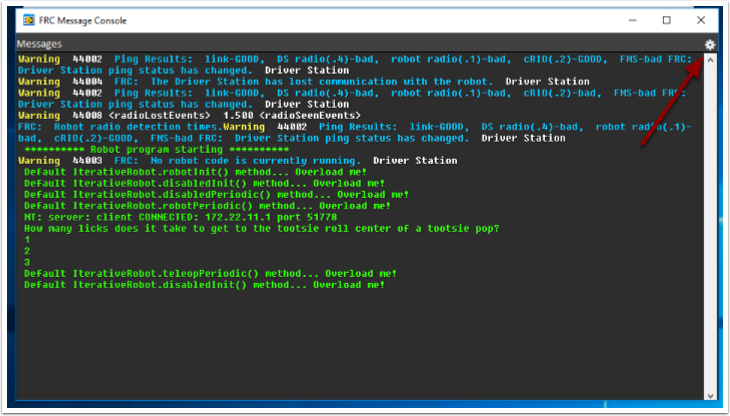 FRC Message Console
Messages
Warning 44002 Ping Results: link-GOOD, DS radio(.4)-bad, robot radio(.1)-bad, cRIO(.2)-GOOD, FMS-bad FRC:
Driver Station ping status has changed. Driver Station
Warning 44004 FRC: The Driver Station has lost communication with the robot. Driver Station
Warning 44002 Ping Results: link-GOOD, DS radio(.4)-bad, robot radio(.1)-bad, cRIO(.2)-bad, FMS-bad FRC:
Driver Station ping status has changed. Driver Station
Warning 44008 <radioLostEvents> 1.500 <radioSeenEvents>
FRC: Robot radio detection times.Warning 44002 Ping Results: link-GOOD, DS radio(.4)-bad, robot radio(.1)-
bad, cRIO(.2)-GOOD, FMS-bad FRC: Driver Station ping status has changed. Driver Station
********** Robot program starting **********
Warning 44003 FRC: No robot code is currently running. Driver Station
Default IterativeRobot.robotInit() method... Overload me!
Default IterativeRobot.disabledInit() method... Overload me!
Default IterativeRobot.disabledPeriodic() method... Overload me!
Default IterativeRobot.robotPeriodic() method... Overload me!
NT: server: client CONNECTED: 172.22.11.1 port 51778
How many licks does it take to get to the tootsie roll center of a tootsie pop?
1
2
3
Default IterativeRobot.teleopPeriodic() method... Overload me!
Default IterativeRobot.disabledInit() method... Overload me!